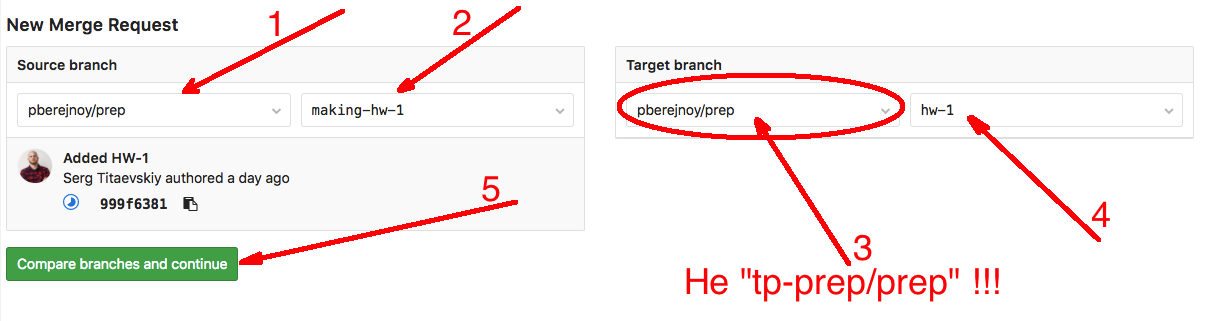 New Merge Request
1
2
Source branch
Target branch
pberejnoy/prep
making-hw-1
pberejnoy/prep
hw-1
Added HW-1
Serg Titaevskiy authored a day ago
999f6381
5
4
3
Compare branches and continue
Не "tp-prep/prep" !!!